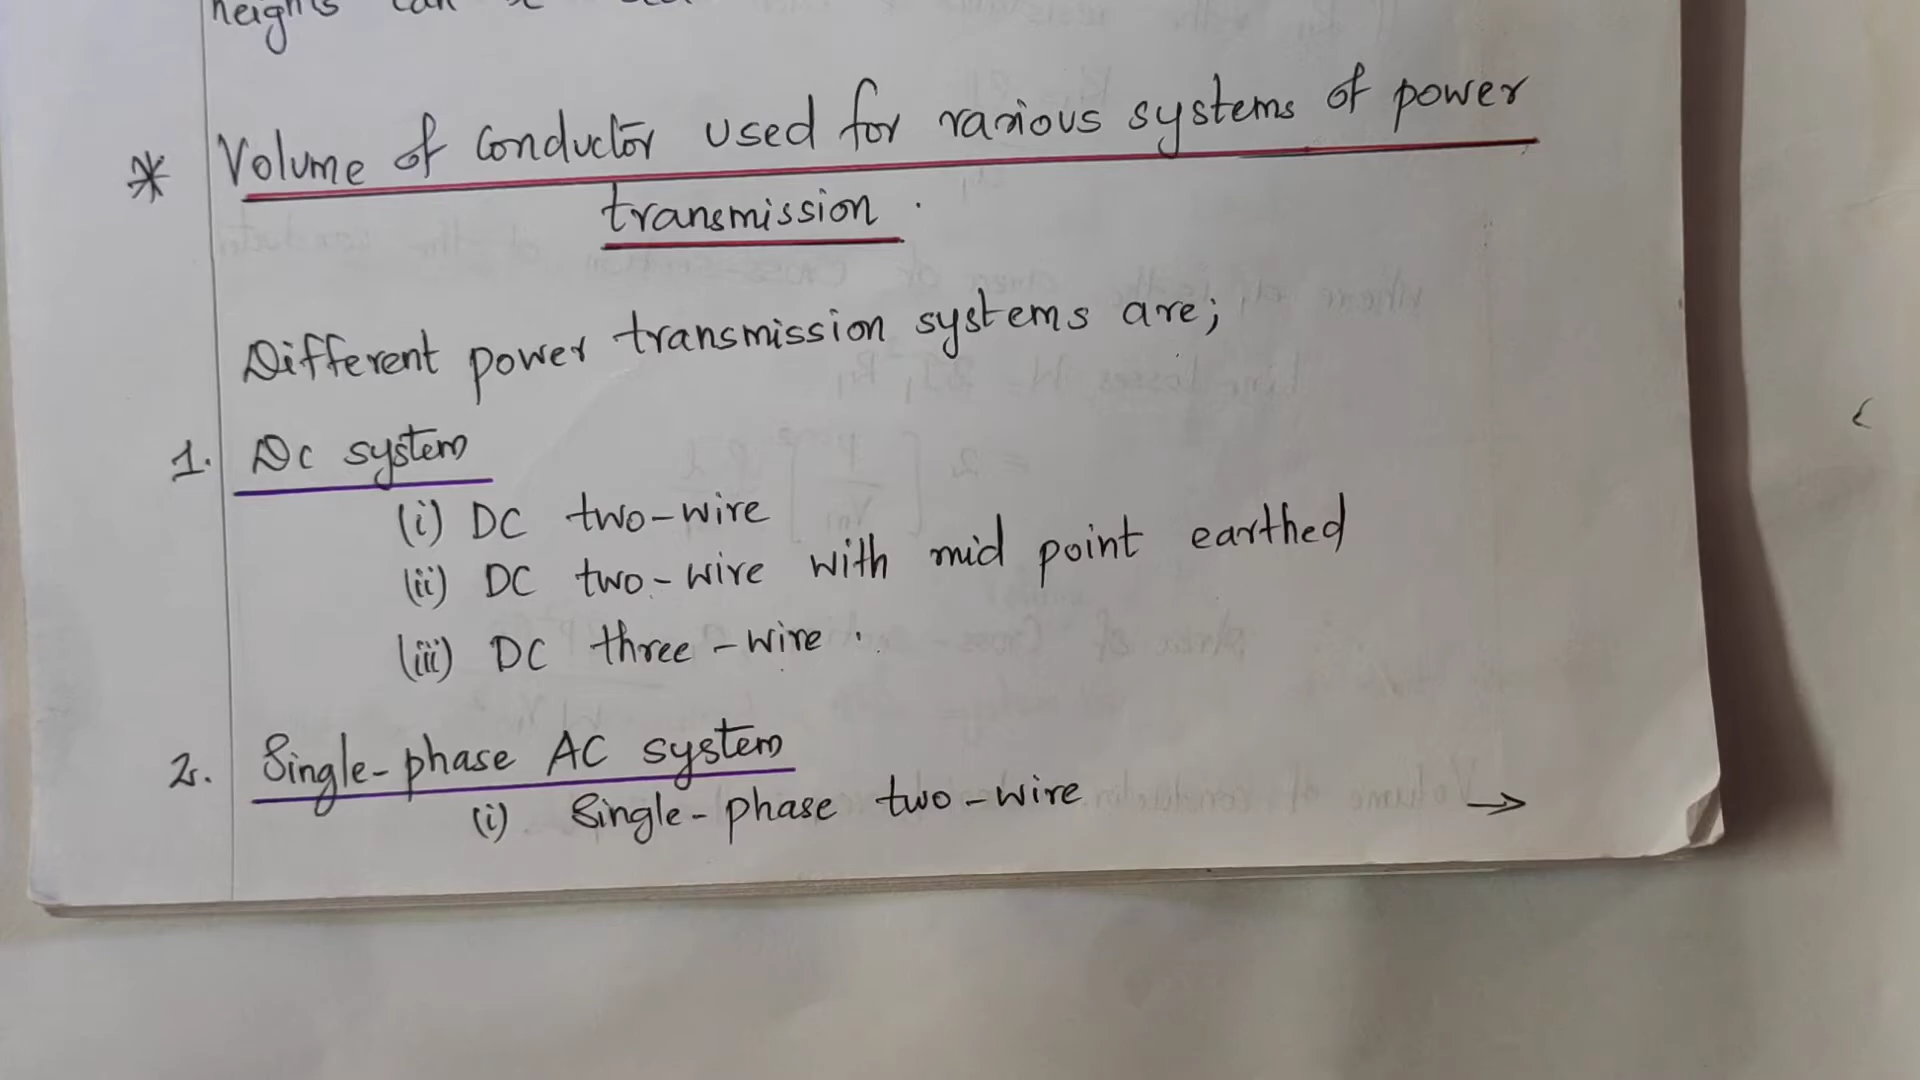 heights can
* Volume of conductor used for various systems of power
transmission.
Different power transmission systems are;
1. DC system
(i) DC two-wire
(ii) DC two-wire with mid point earthed
(iii) DC three-wire.
2. Single-phase AC system
(i) Single-phase two-wire →